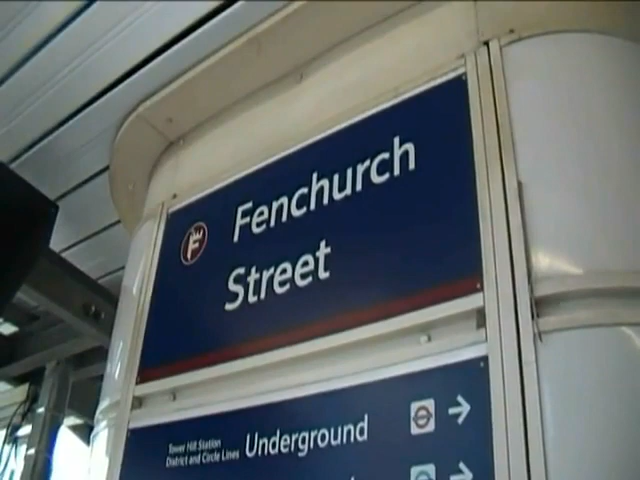 F
Fenchurch
Street
Tower Hill Station
District and Circle Lines
Underground